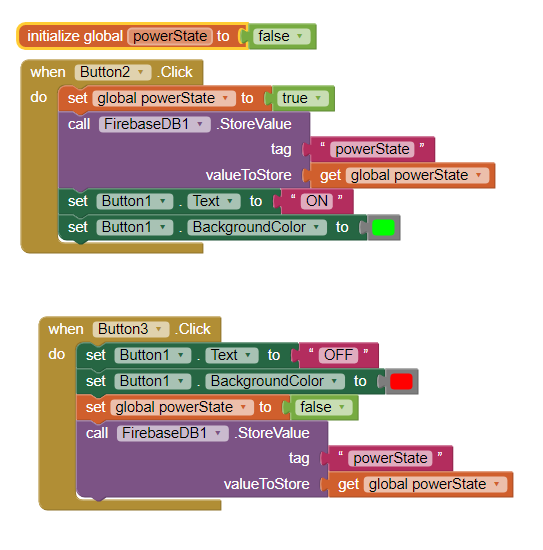 initialize global powerState to false
when Button2 .Click
do set global powerState to true
call FirebaseDB1 .StoreValue
tag " powerState "
valueToStore get global powerState
set Button1 . Text to " ON "
set Button1 . BackgroundColor to
when Button3 .Click
do set Button1 . Text to " OFF "
set Button1 . BackgroundColor to
set global powerState to false
call FirebaseDB1 .StoreValue
tag " powerState "
valueToStore get global powerState